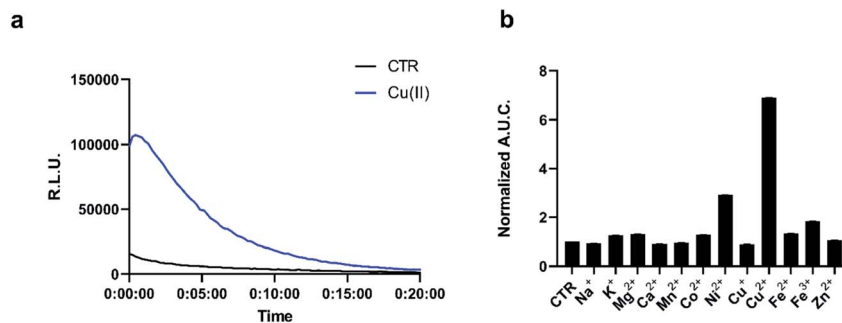 a
CTR
Cu(II)
150000
100000
50000
0
R.L.U.
0:00:00
0:05:00
0:10:00
0:15:00
0:20:00
Time
b
8
6
4
2
0
Normalized A.U.C.
CTR
Na⁺
K⁺
Mg²⁺
Ca²⁺
Mn²⁺
Co²⁺
Ni²⁺
Cu⁺
Cu²⁺
Fe²⁺
Fe³⁺
Zn²⁺